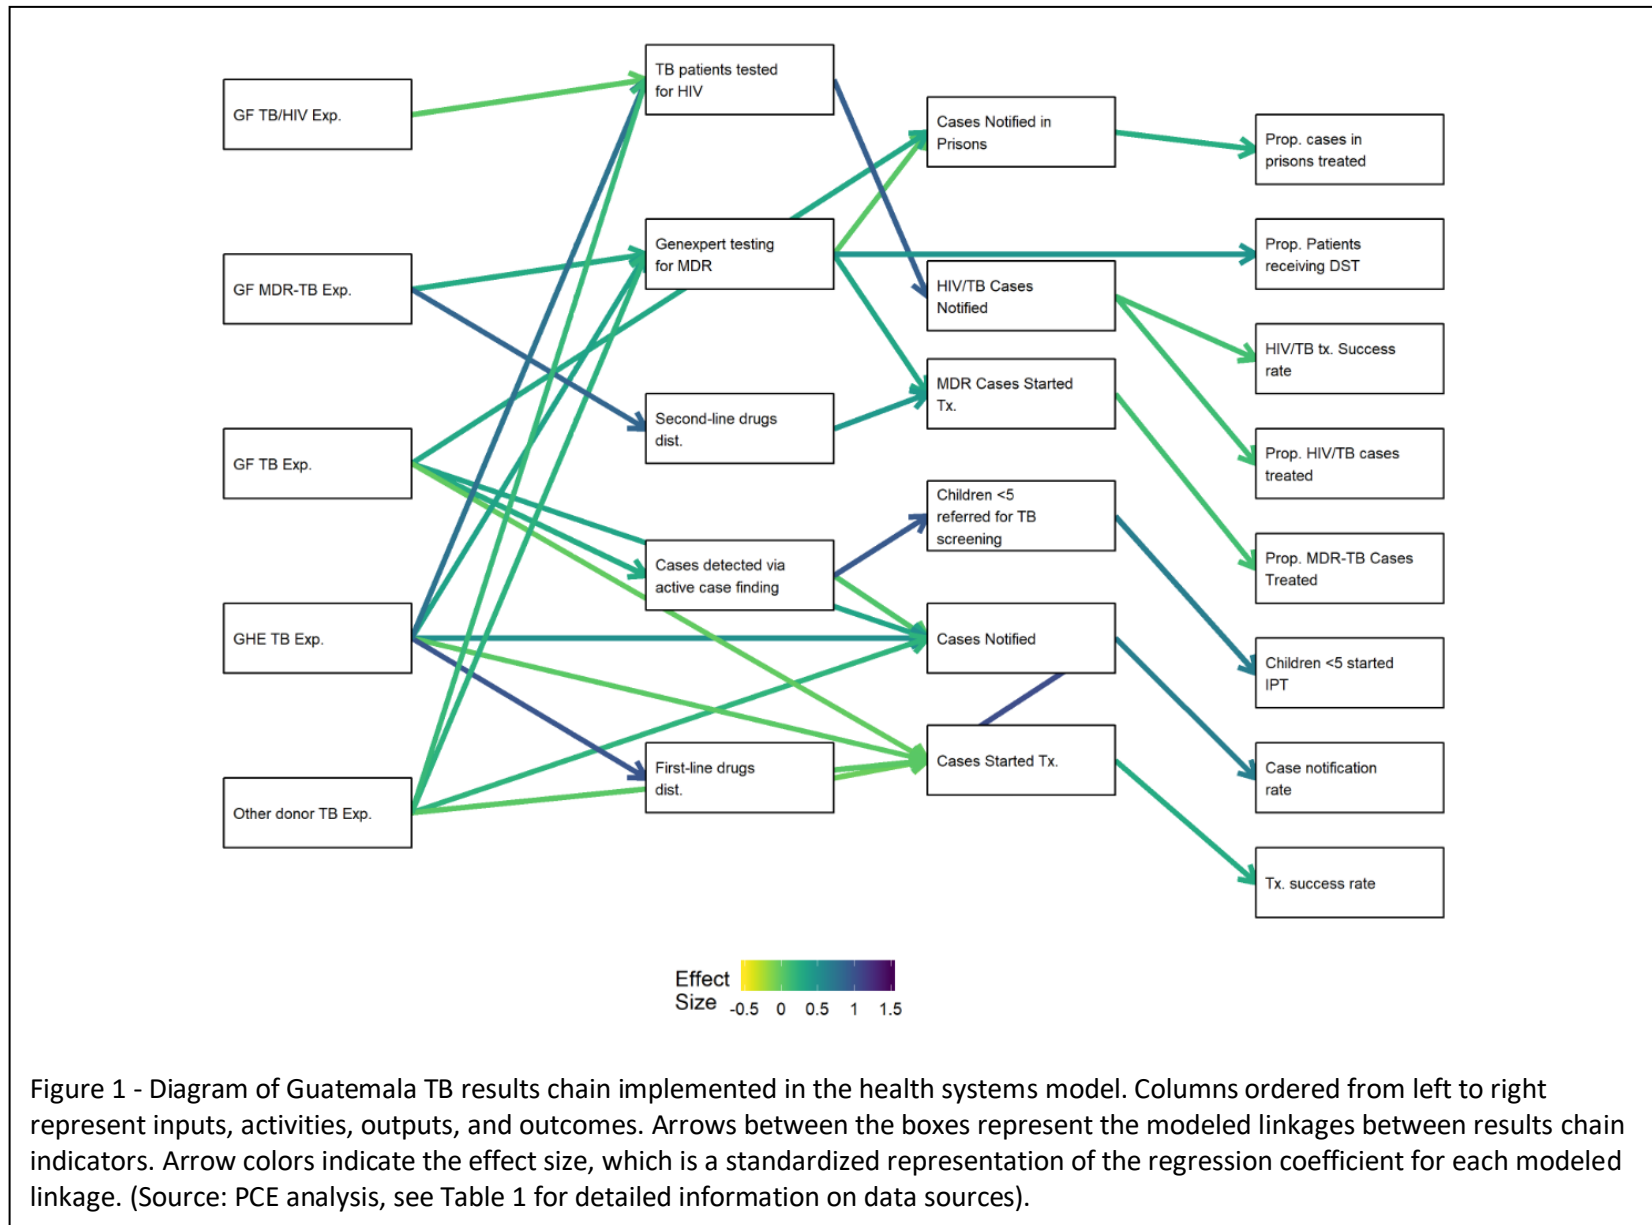 GF TB/HIV Exp.
GF MDR-TB Exp.
GF TB Exp.
GHE TB Exp.
Other donor TB Exp.
TB patients tested
for HIV
Genexpert testing
for MDR
Second-line drugs
dist.
Cases detected via
active case finding
First-line drugs
dist.
Cases Notified in
Prisons
HIV/TB Cases
Notified
MDR Cases Started
Tx.
Children <5
referred for TB
screening
Cases Notified
Cases Started Tx.
Prop. cases in
prisons treated
Prop. Patients
receiving DST
HIV/TB tx. Success
rate
Prop. HIV/TB cases
treated
Prop. MDR-TB Cases
Treated
Children <5 started
IPT
Case notification
rate
Tx. success rate
Effect
Size
-0.5 0 0.5 1 1.5
Figure 1 - Diagram of Guatemala TB results chain implemented in the health systems model. Columns ordered from left to right
represent inputs, activities, outputs, and outcomes. Arrows between the boxes represent the modeled linkages between results chain
indicators. Arrow colors indicate the effect size, which is a standardized representation of the regression coefficient for each modeled
linkage. (Source: PCE analysis, see Table 1 for detailed information on data sources).